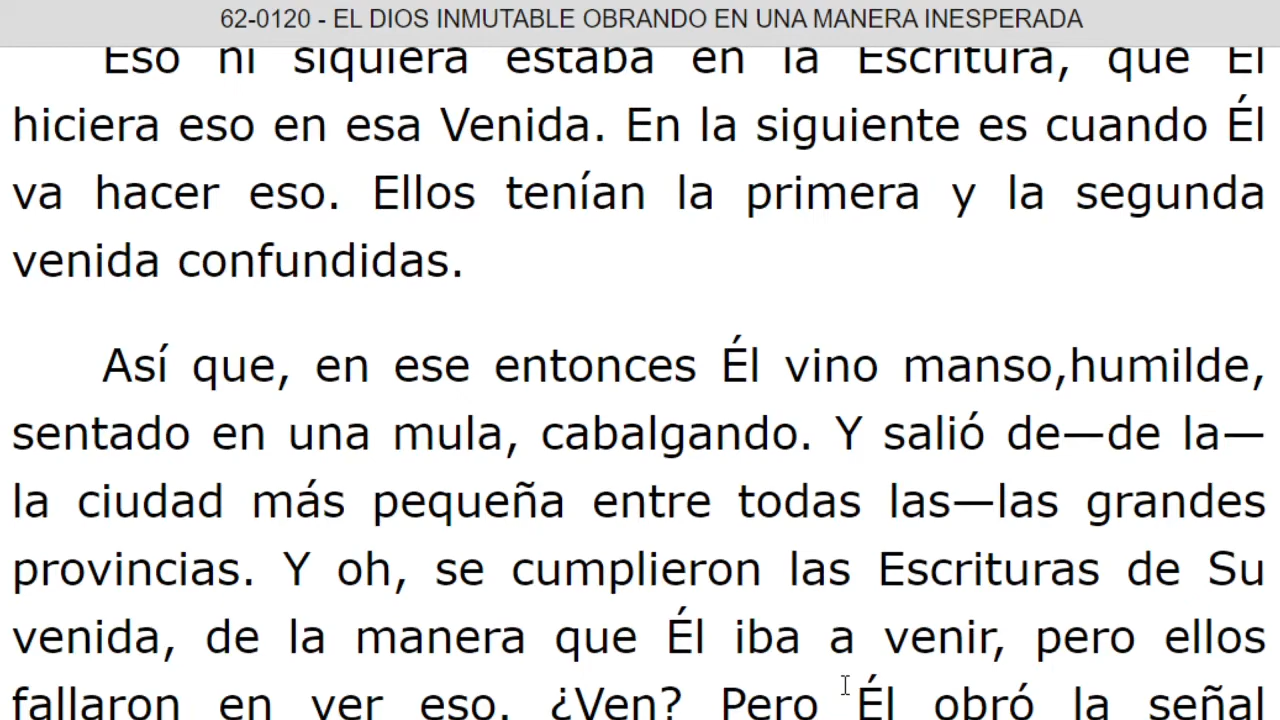 62-0120 - EL DIOS INMUTABLE OBRANDO EN UNA MANERA INESPERADA
Eso ni siquiera estaba en la Escritura, que Él
hiciera eso en esa Venida. En la siguiente es cuando Él
va hacer eso. Ellos tenían la primera y la segunda
venida confundidas.
Así que, en ese entonces Él vino manso,humilde,
sentado en una mula, cabalgando. Y salió de—de la—
la ciudad más pequeña entre todas las—las grandes
provincias. Y oh, se cumplieron las Escrituras de Su
venida, de la manera que Él iba a venir, pero ellos
fallaron en ver eso. ¿Ven? Pero Él obró la señal